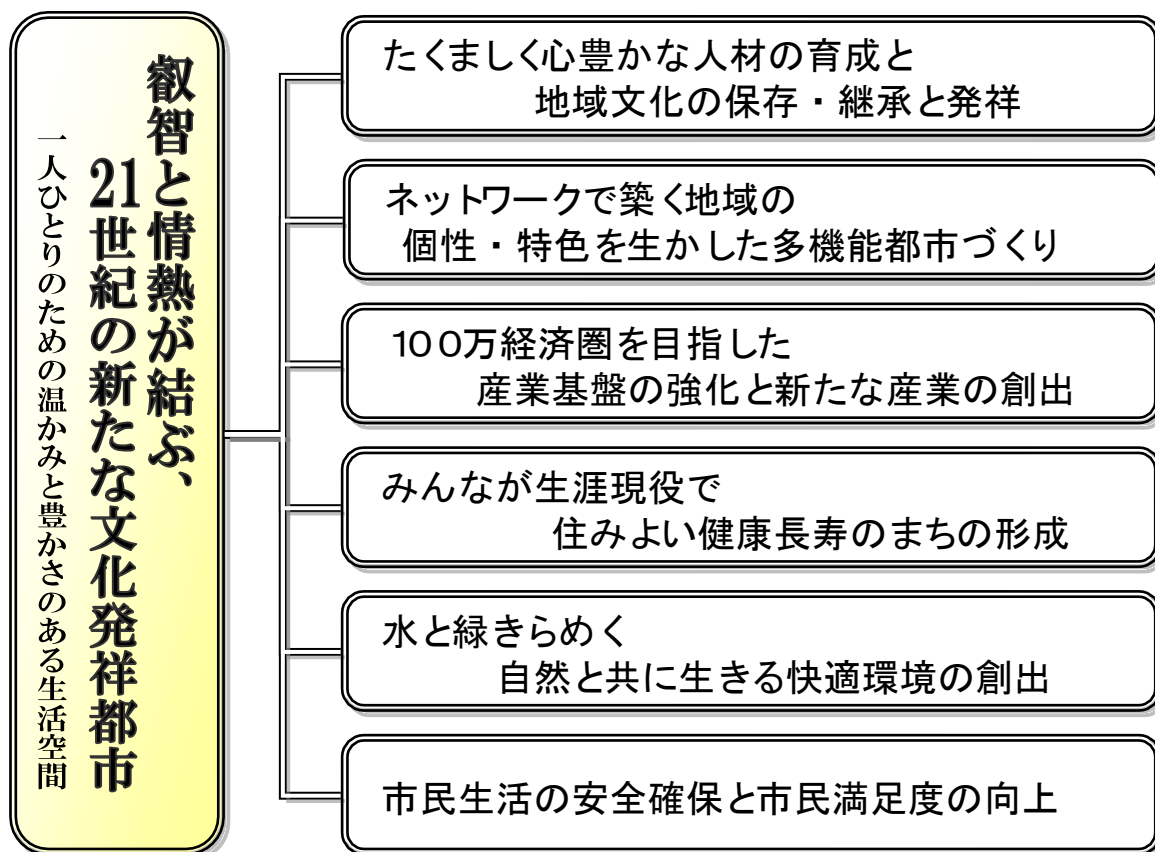 叡智と情熱が結ぶ、
21世紀の新たな文化発祥都市
一人ひとりのための温かみと豊かさのある生活空間
たくましく心豊かな人材の育成と
地域文化の保存・継承と発祥
ネットワークで築く地域の
個性・特色を生かした多機能都市づくり
100万経済圏を目指した
産業基盤の強化と新たな産業の創出
みんなが生涯現役で
住みよい健康長寿のまちの形成
水と緑きらめく
自然と共に生きる快適環境の創出
市民生活の安全確保と市民満足度の向上